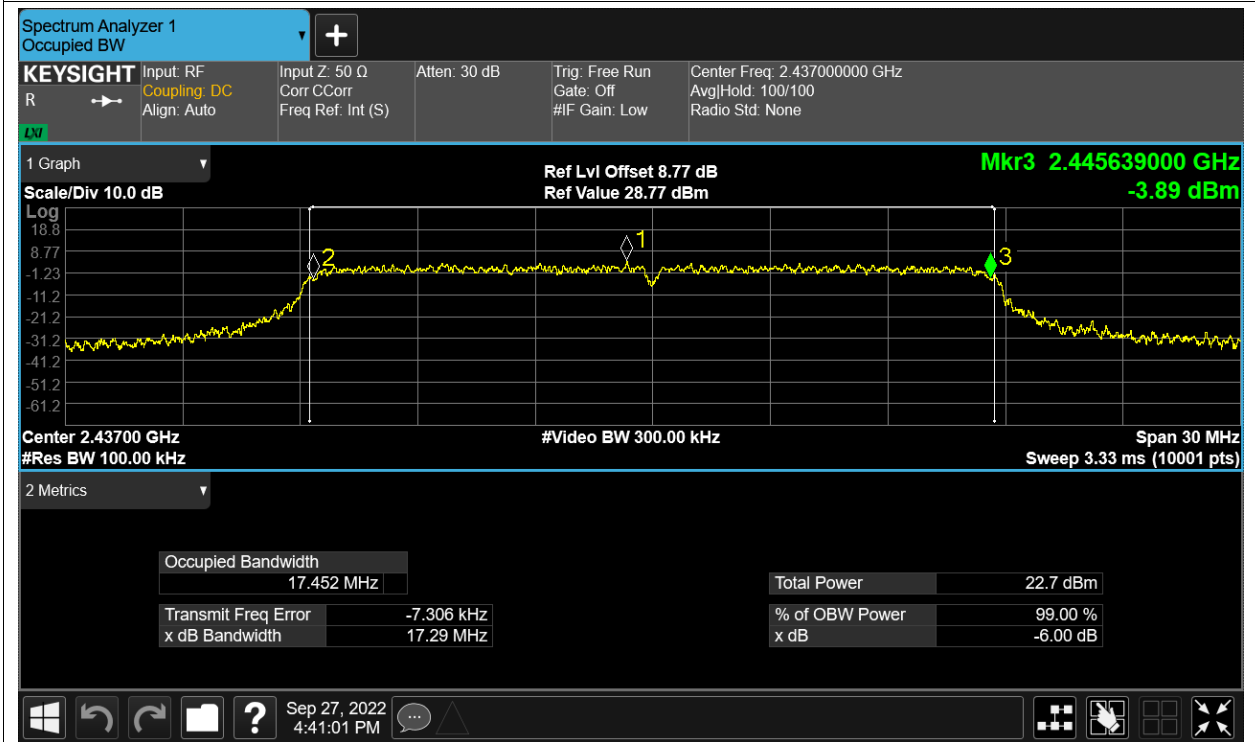 Spectrum Analyzer 1
Occupied BW
KEYSIGHT
R
LXI
Input: RF
Coupling: DC
Align: Auto
Input Z: 50 Ω
Corr CCorr
Freq Ref: Int (S)
Atten: 30 dB
Trig: Free Run
Gate: Off
#IF Gain: Low
Center Freq: 2.437000000 GHz
Avg|Hold: 100/100
Radio Std: None
1 Graph
Scale/Div 10.0 dB
Ref Lvl Offset 8.77 dB
Ref Value 28.77 dBm
Mkr3 2.445639000 GHz
-3.89 dBm
Log
18.8
8.77
-1.23
-11.2
-21.2
-31.2
-41.2
-51.2
-61.2
2
1
3
Center 2.43700 GHz
#Res BW 100.00 kHz
#Video BW 300.00 kHz
Span 30 MHz
Sweep 3.33 ms (10001 pts)
2 Metrics
Occupied Bandwidth
17.452 MHz
Transmit Freq Error -7.306 kHz
x dB Bandwidth 17.29 MHz
Total Power 22.7 dBm
% of OBW Power 99.00 %
x dB -6.00 dB
?
Sep 27, 2022
4:41:01 PM